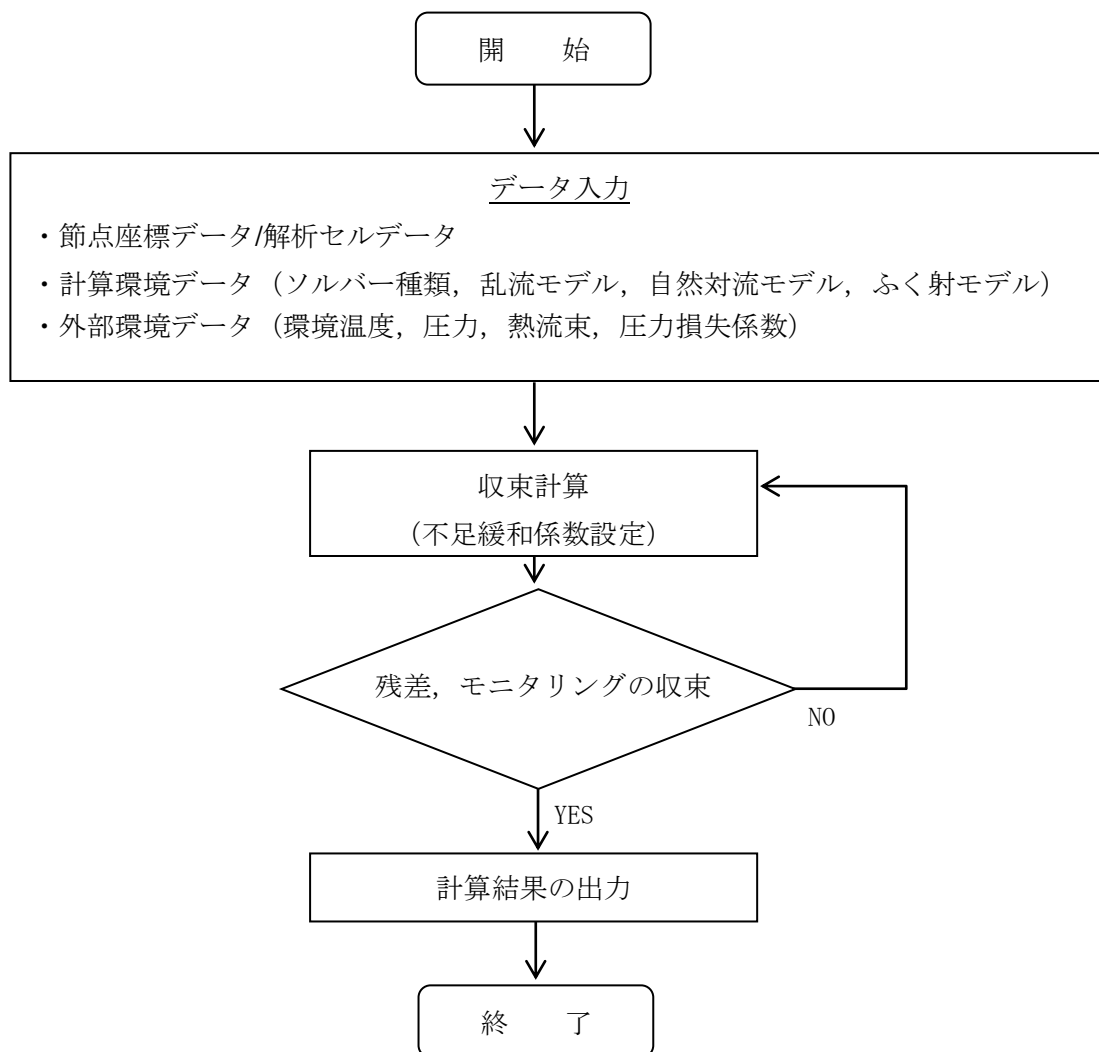 開 始
データ入力
・節点座標データ/解析セルデータ
・計算環境データ（ソルバー種類，乱流モデル，自然対流モデル，ふく射モデル）
・外部環境データ（環境温度，圧力，熱流束，圧力損失係数）
収束計算
（不足緩和係数設定）
残差，モニタリングの収束
NO
YES
計算結果の出力
終 了